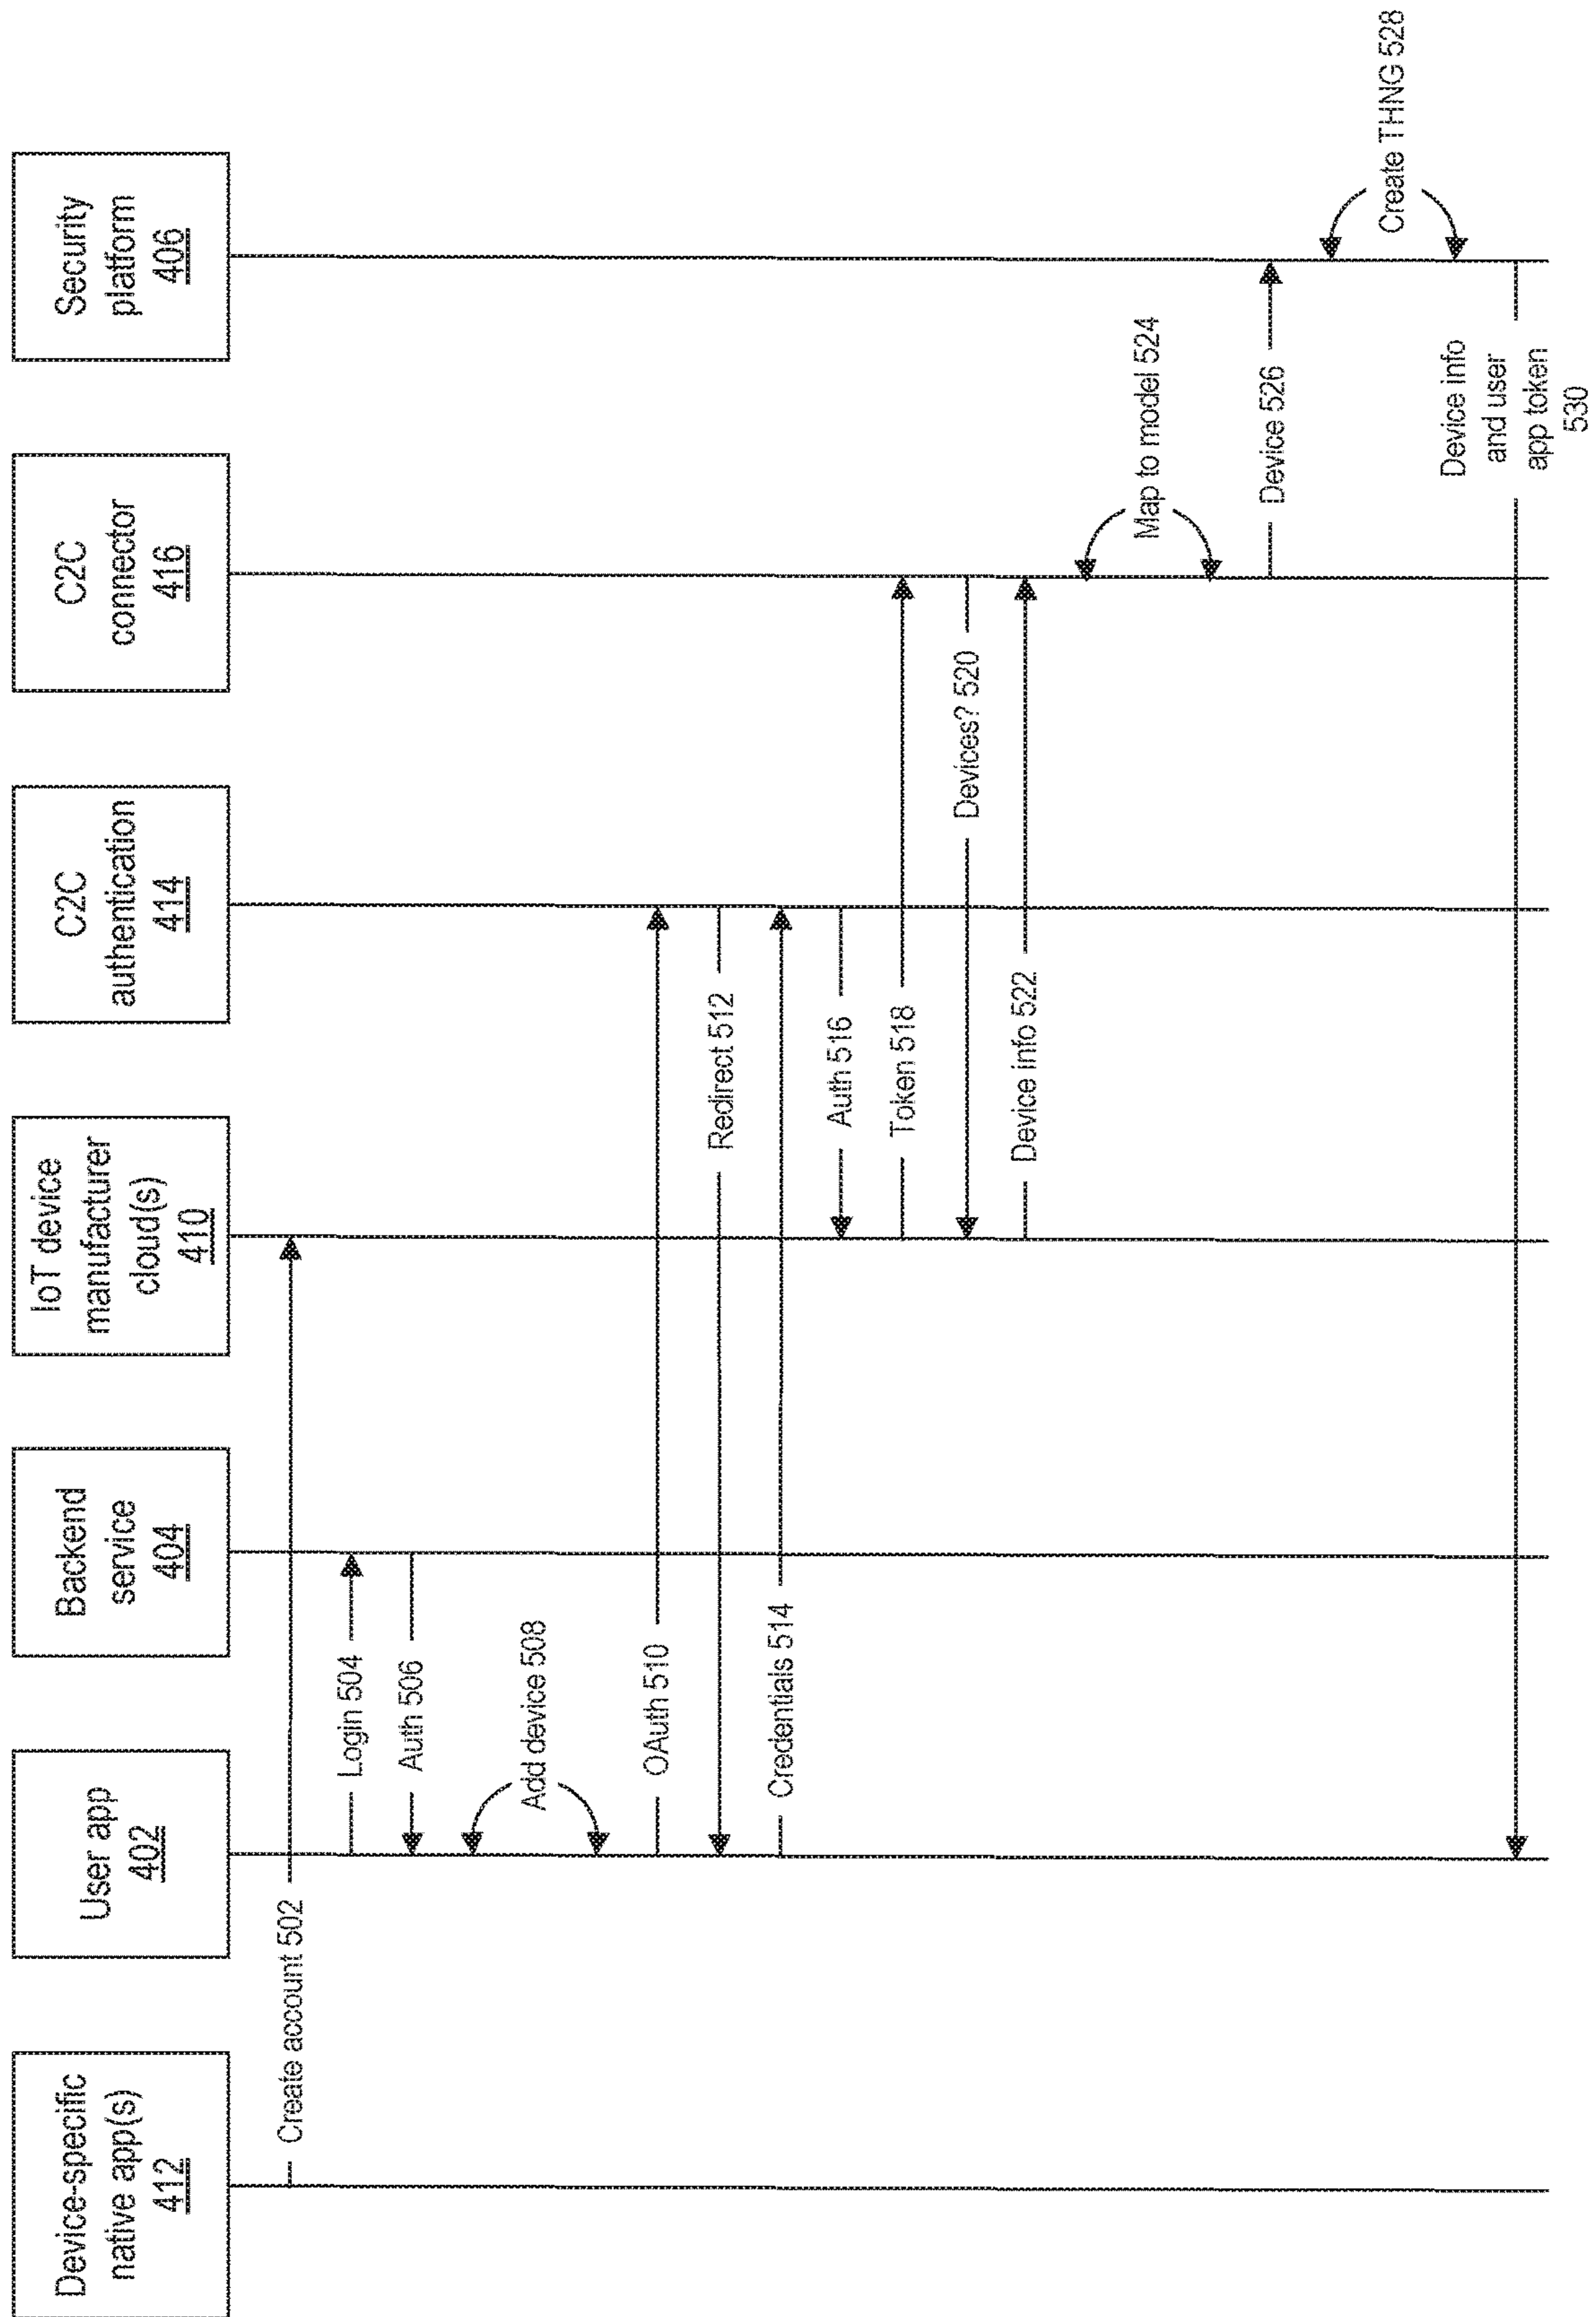 Device-specific
native app(s)
412
User app
402
Backend
service
404
IoT device
manufacturer
cloud(s)
410
C2C
authentication
414
C2C
connector
416
Security
platform
406
Create account 502
Login 504
Auth 506
Add device 508
OAuth 510
Redirect 512
Credentials 514
Auth 516
Token 518
Devices? 520
Device info 522
Map to model 524
Device 526
Create THNG 528
Device info
and user
app token
530